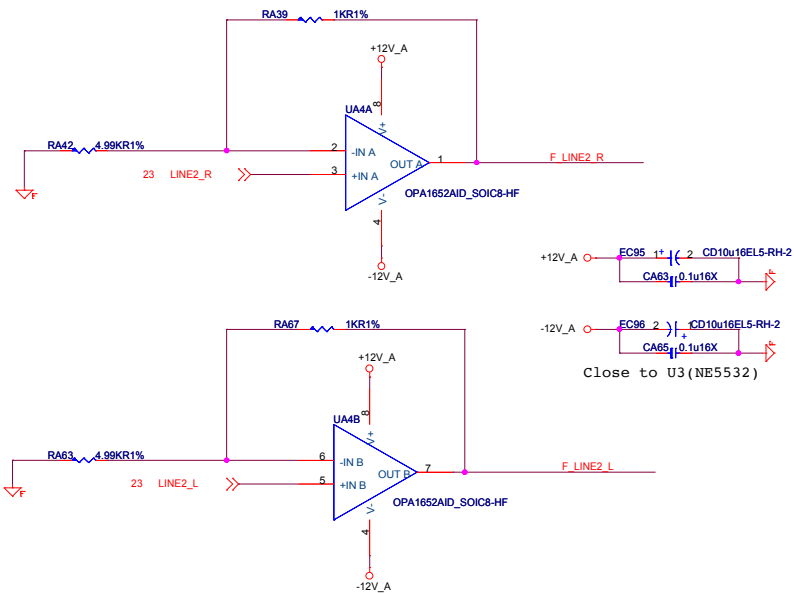 RA39 1KR1%
+12V_A
8
UA4A
V+
RA42 4.99KR1%
2 -IN A
OUT A 1
F_LINE2_R
23 LINE2_R
3 +IN A
V-
OPA1652AID_SOIC8-HF
F
4
-12V_A
+12V_A
EC95 1 + 2 CD10u16EL5-RH-2
CA63 0.1u16X
F
-12V_A
EC96 2 1 CD10u16EL5-RH-2
+
CA65 0.1u16X
F
Close to U3(NE5532)
RA67 1KR1%
+12V_A
8
UA4B
V+
RA63 4.99KR1%
6 -IN B
OUT B 7
F_LINE2_L
23 LINE2_L
5 +IN B
V-
OPA1652AID_SOIC8-HF
F
4
-12V_A